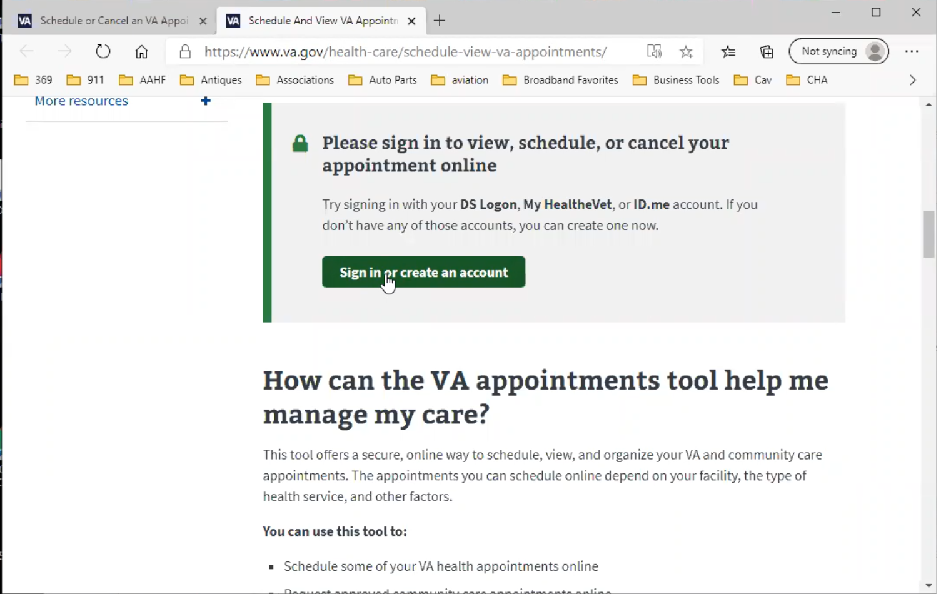 VA Schedule or Cancel an VA Appoi
VA Schedule And View VA Appointm
https://www.va.gov/health-care/schedule-view-va-appointments/
Not syncing
369 911 AAHF Antiques Associations Auto Parts aviation Broadband Favorites Business Tools Cav CHA
More resources
Please sign in to view, schedule, or cancel your
appointment online
Try signing in with your DS Logon, My HealtheVet, or ID.me account. If you
don't have any of those accounts, you can create one now.
Sign in or create an account
How can the VA appointments tool help me
manage my care?
This tool offers a secure, online way to schedule, view, and organize your VA and community care
appointments. The appointments you can schedule online depend on your facility, the type of
health service, and other factors.
You can use this tool to:
Schedule some of your VA health appointments online
Request approved community care appointments online